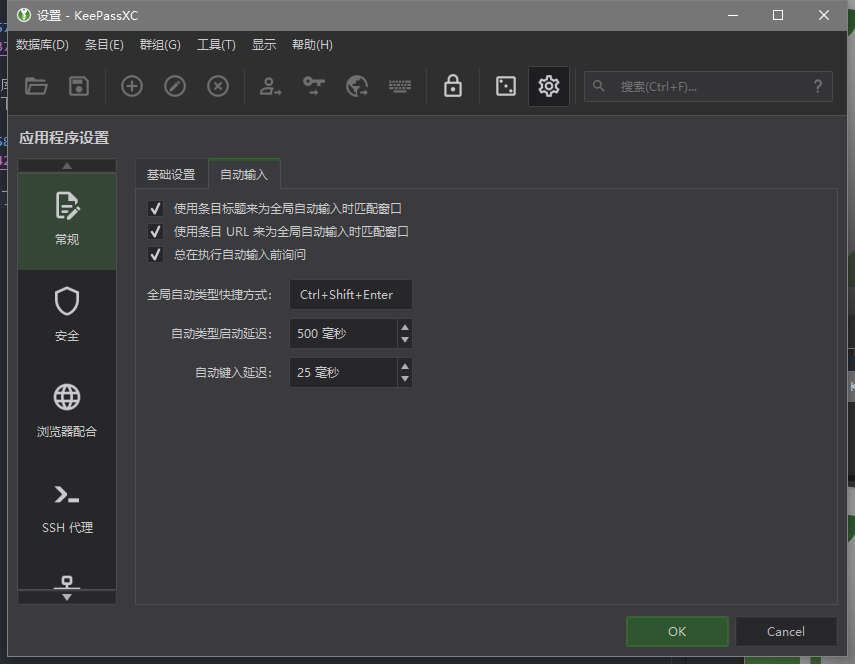 设置 - KeePassXC
数据库(D) 条目(E) 群组(G) 工具(T) 显示 帮助(H)
搜索(Ctrl+F)...
应用程序设置
基础设置 自动输入
常规
安全
浏览器配合
SSH 代理
使用条目标题来为全局自动输入时匹配窗口
使用条目 URL 来为全局自动输入时匹配窗口
总在执行自动输入前询问
全局自动类型快捷方式： Ctrl+Shift+Enter
自动类型启动延迟： 500 毫秒
自动键入延迟： 25 毫秒
OK Cancel